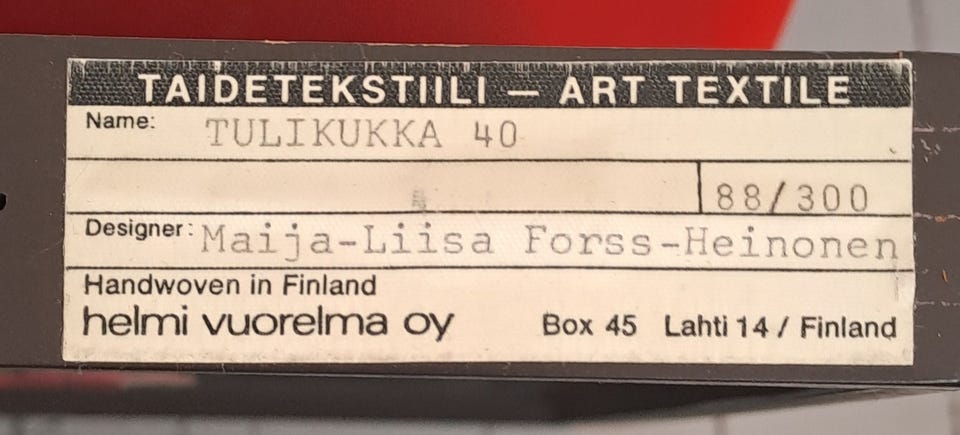 TAIDETEKSTIILI — ART TEXTILE
Name: TULIKUKKA 40
88/300
Designer: Maija-Liisa Forss-Heinonen
Handwoven in Finland
helmi vuorelma oy Box 45 Lahti 14 / Finland